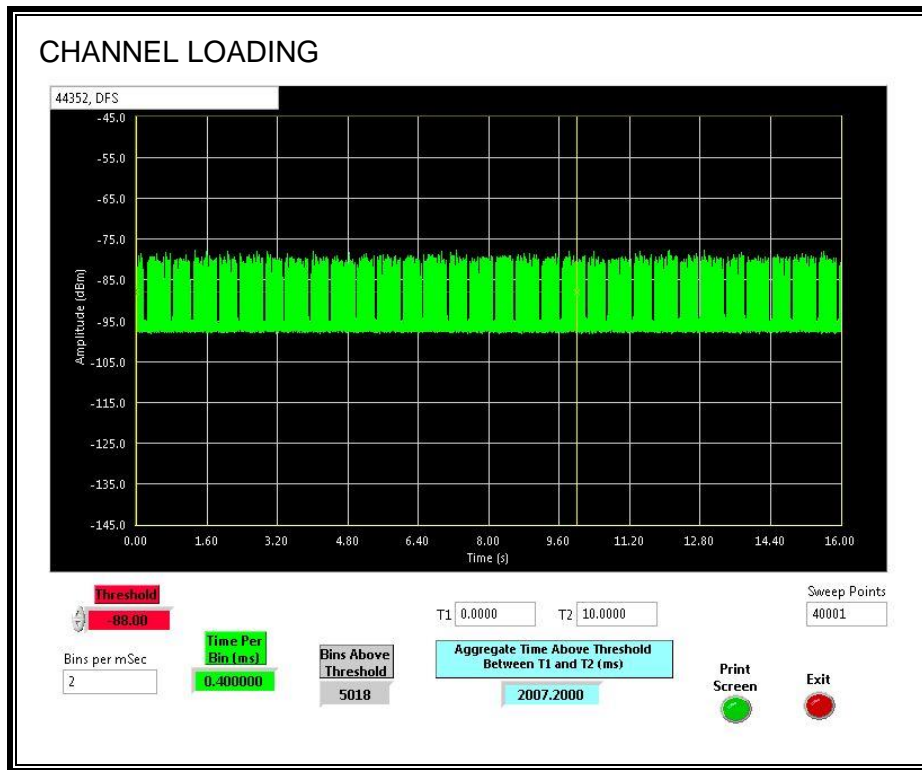 CHANNEL LOADING
44352, DFS
-45.0
-55.0
-65.0
-75.0
-85.0
-95.0
-105.0
-115.0
-125.0
-135.0
-145.0
Amplitude (dBm)
0.00 1.60 3.20 4.80 6.40 8.00 9.60 11.20 12.80 14.40 16.00
Time (s)
Threshold
-88.00
Bins per mSec
2
Time Per
Bin (ms)
0.400000
Bins Above
Threshold
5018
T1 0.0000 T2 10.0000
Aggregate Time Above Threshold
Between T1 and T2 (ms)
2007.2000
Sweep Points
40001
Print
Screen
Exit